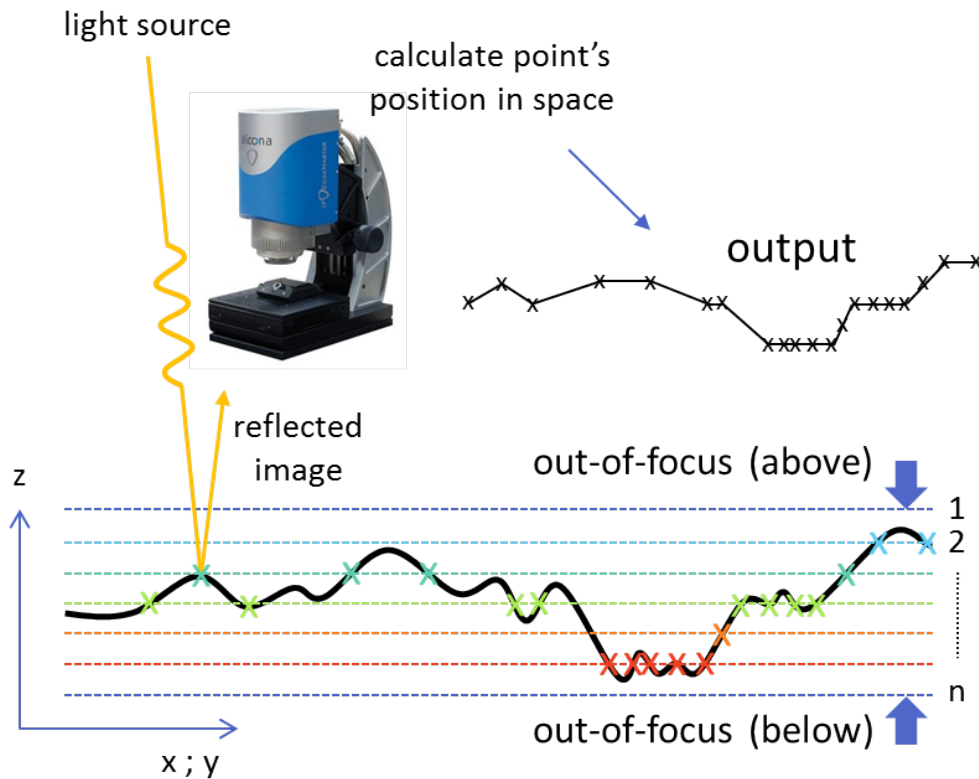 light source
calculate point's
position in space
alicona
output
reflected
image
out-of-focus (above)
z
1
2
n
out-of-focus (below)
x ; y